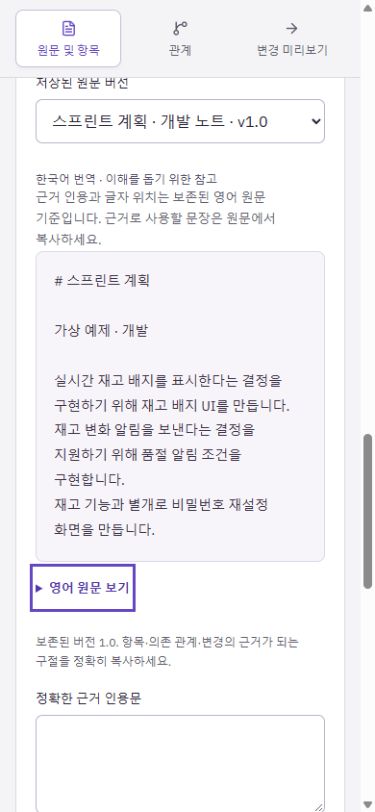 원문 및 항목
관계
변경 미리보기
저장된 원문 버전
스프린트 계획 · 개발 노트 · v1.0
한국어 번역 · 이해를 돕기 위한 참고
근거 인용과 글자 위치는 보존된 영어 원문
기준입니다. 근거로 사용할 문장은 원문에서
복사하세요.
# 스프린트 계획
가상 예제 · 개발
실시간 재고 배지를 표시한다는 결정을
구현하기 위해 재고 배지 UI를 만듭니다.
재고 변화 알림을 보낸다는 결정을
지원하기 위해 품절 알림 조건을
구현합니다.
재고 기능과 별개로 비밀번호 재설정
화면을 만듭니다.
영어 원문 보기
보존된 버전 1.0. 항목·의존 관계·변경의 근거가 되는
구절을 정확히 복사하세요.
정확한 근거 인용문